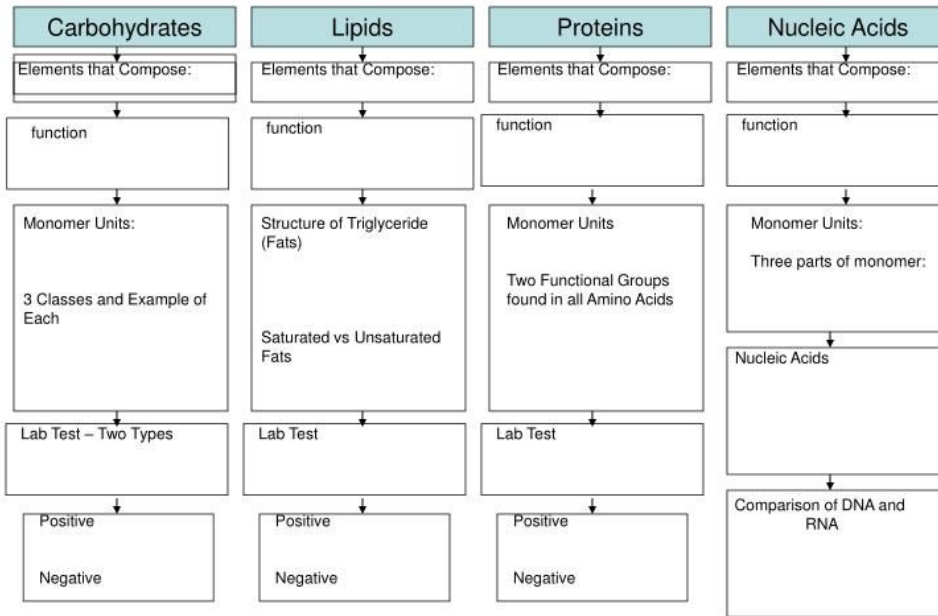 Carbohydrates
Elements that Compose:
function
Monomer Units:
3 Classes and Example of
Each
Lab Test – Two Types
Positive
Negative
Lipids
Elements that Compose:
function
Structure of Triglyceride
(Fats)
Saturated vs Unsaturated
Fats
Lab Test
Positive
Negative
Proteins
Elements that Compose:
function
Monomer Units
Two Functional Groups
found in all Amino Acids
Lab Test
Positive
Negative
Nucleic Acids
Elements that Compose:
function
Monomer Units:
Three parts of monomer:
Nucleic Acids
Comparison of DNA and
RNA